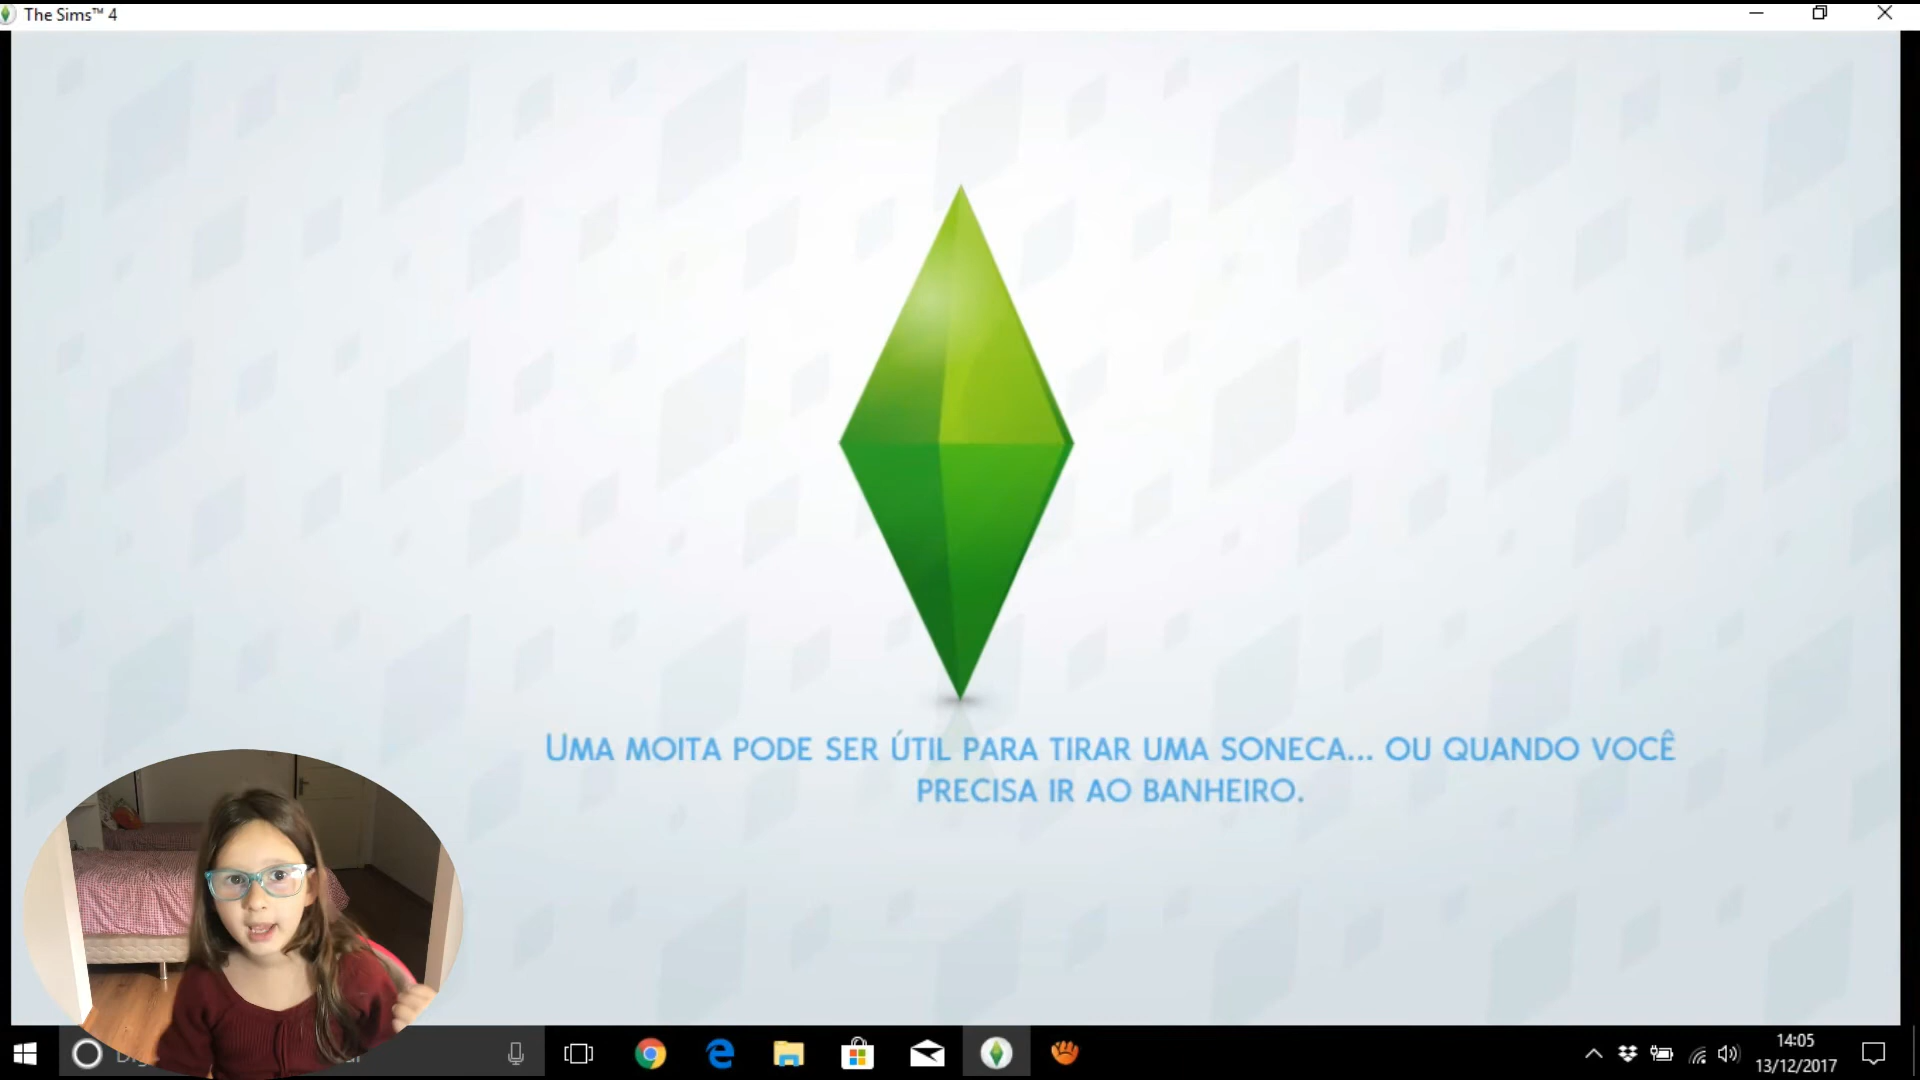 The Sims™ 4
UMA MOITA PODE SER ÚTIL PARA TIRAR UMA SONECA... OU QUANDO VOCÊ
PRECISA IR AO BANHEIRO.
14:05
13/12/2017